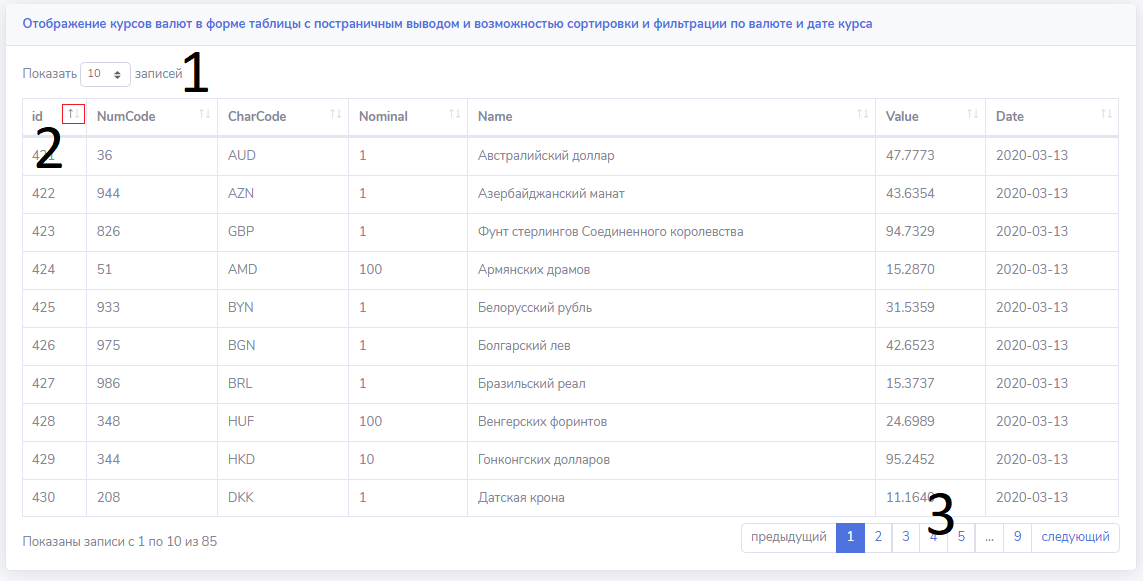 Отображение курсов валют в форме таблицы с постраничным выводом и возможностью сортировки и фильтрации по валюте и дате курса
Показать 10 записей 1
id NumCode CharCode Nominal Name Value Date
2
421 36 AUD 1 Австралийский доллар 47.7773 2020-03-13
422 944 AZN 1 Азербайджанский манат 43.6354 2020-03-13
423 826 GBP 1 Фунт стерлингов Соединенного королевства 94.7329 2020-03-13
424 51 AMD 100 Армянских драмов 15.2870 2020-03-13
425 933 BYN 1 Белорусский рубль 31.5359 2020-03-13
426 975 BGN 1 Болгарский лев 42.6523 2020-03-13
427 986 BRL 1 Бразильский реал 15.3737 2020-03-13
428 348 HUF 100 Венгерских форинтов 24.6989 2020-03-13
429 344 HKD 10 Гонконгских долларов 95.2452 2020-03-13
430 208 DKK 1 Датская крона 11.1640 2020-03-13
3
Показаны записи с 1 по 10 из 85 предыдущий 1 2 3 4 5 ... 9 следующий